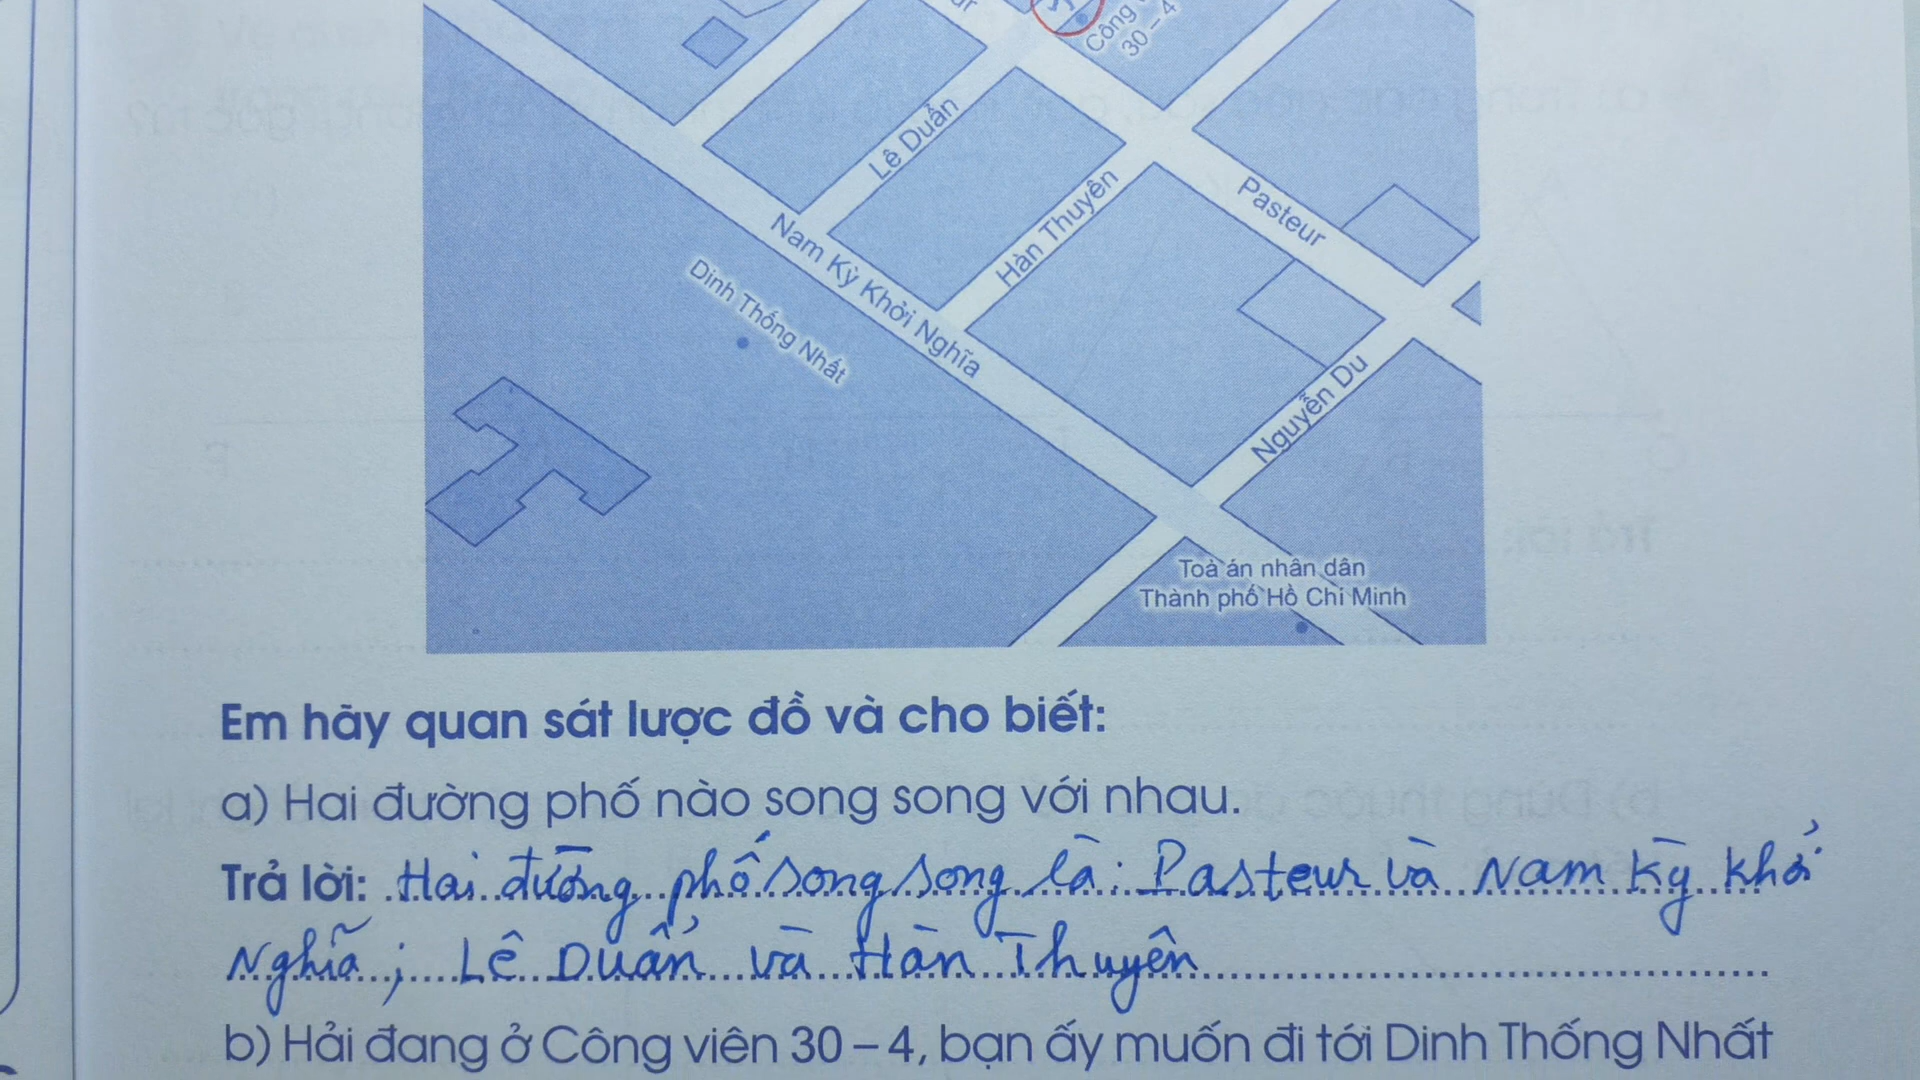 Công
30 – 4
Lê Duẩn
Hàn Thuyên
Pasteur
Nam Kỳ Khởi Nghĩa
Dinh Thống Nhất
Nguyễn Du
Toà án nhân dân
Thành phố Hồ Chí Minh
Em hãy quan sát lược đồ và cho biết:
a) Hai đường phố nào song song với nhau.
Trả lời: Hai đường phố song song là: Pasteur và Nam Kỳ Khởi
Nghĩa ; Lê Duẩn và Hàn Thuyên
b) Hải đang ở Công viên 30 – 4, bạn ấy muốn đi tới Dinh Thống Nhất